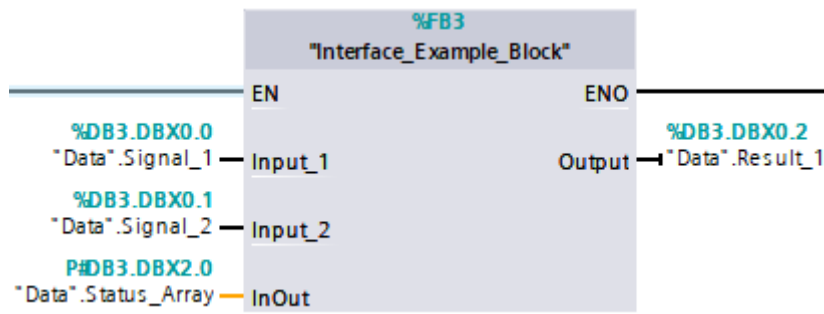 %FB3
"Interface_Example_Block"
EN ENO
%DB3.DBX0.0 %DB3.DBX0.2
"Data".Signal_1 Input_1 Output "Data".Result_1
%DB3.DBX0.1
"Data".Signal_2 Input_2
P#DB3.DBX2.0
"Data".Status_Array InOut